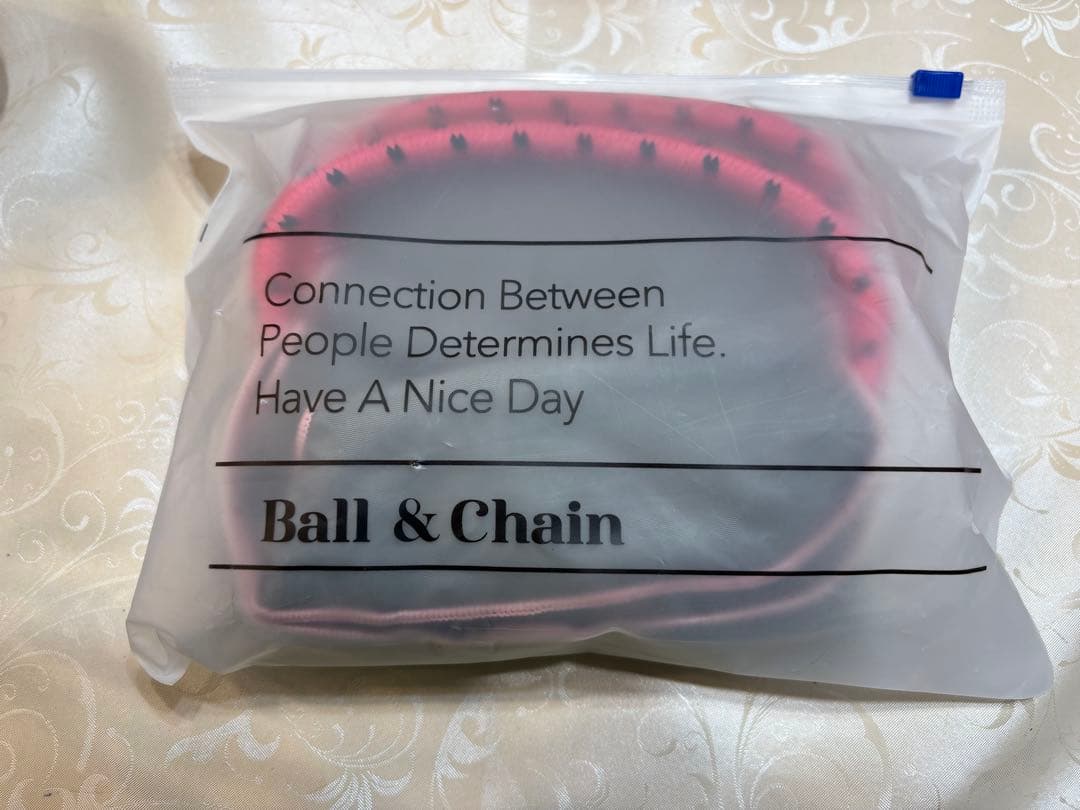 Connection Between
People Determines Life.
Have A Nice Day
Ball & Chain